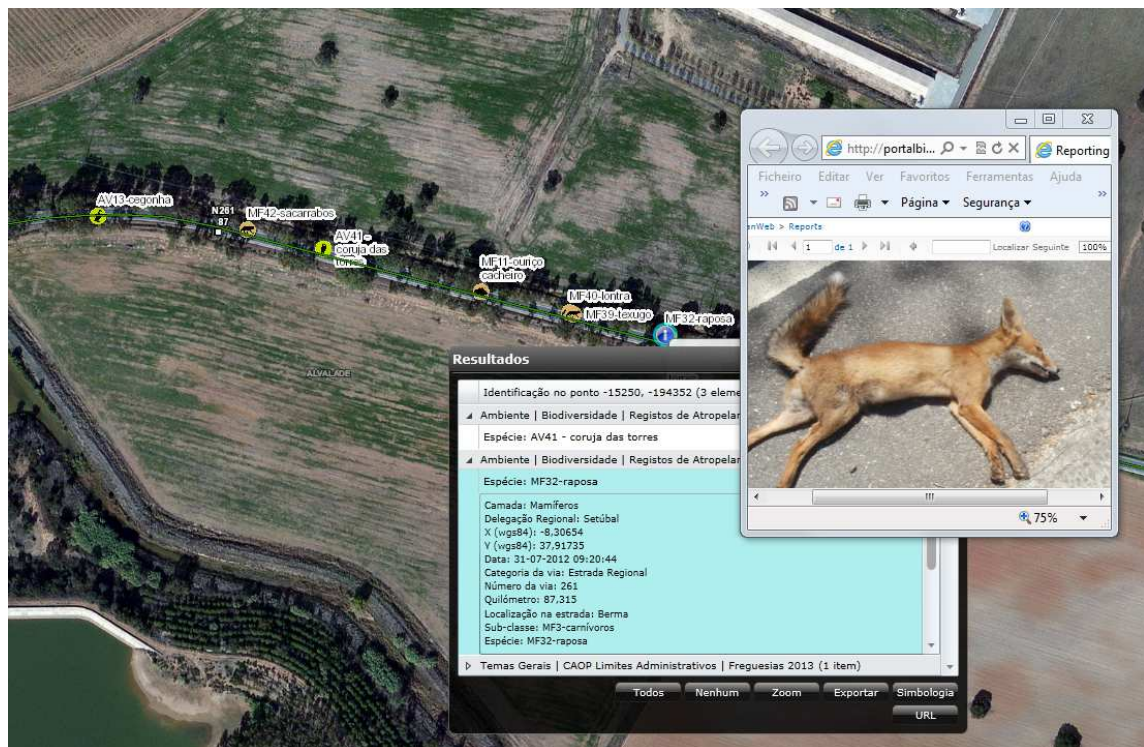 AV13-cegonha
N261
87
MF42-sacarrabos
AV41 -
coruja das
torres
MF11-ouriço
cacheiro
MF40-lontra
MF39-texugo
MF32-raposa
ALVALADE
http://portalbi...
Reporting
Ficheiro Editar Ver Favoritos Ferramentas Ajuda
Página Segurança
anWeb > Reports
1 de 1 Localizar Seguinte 100%
75%
Resultados
Identificação no ponto -15250, -194352 (3 eleme
Ambiente | Biodiversidade | Registos de Atropelar
Espécie: AV41 - coruja das torres
Ambiente | Biodiversidade | Registos de Atropelar
Espécie: MF32-raposa
Camada: Mamíferos
Delegação Regional: Setúbal
X (wgs84): -8,30654
Y (wgs84): 37,91735
Data: 31-07-2012 09:20:44
Categoria da via: Estrada Regional
Número da via: 261
Quilómetro: 87,315
Localização na estrada: Berma
Sub-classe: MF3-carnívoros
Espécie: MF32-raposa
Temas Gerais | CAOP Limites Administrativos | Freguesias 2013 (1 item)
Todos Nenhum Zoom Exportar Simbologia
URL